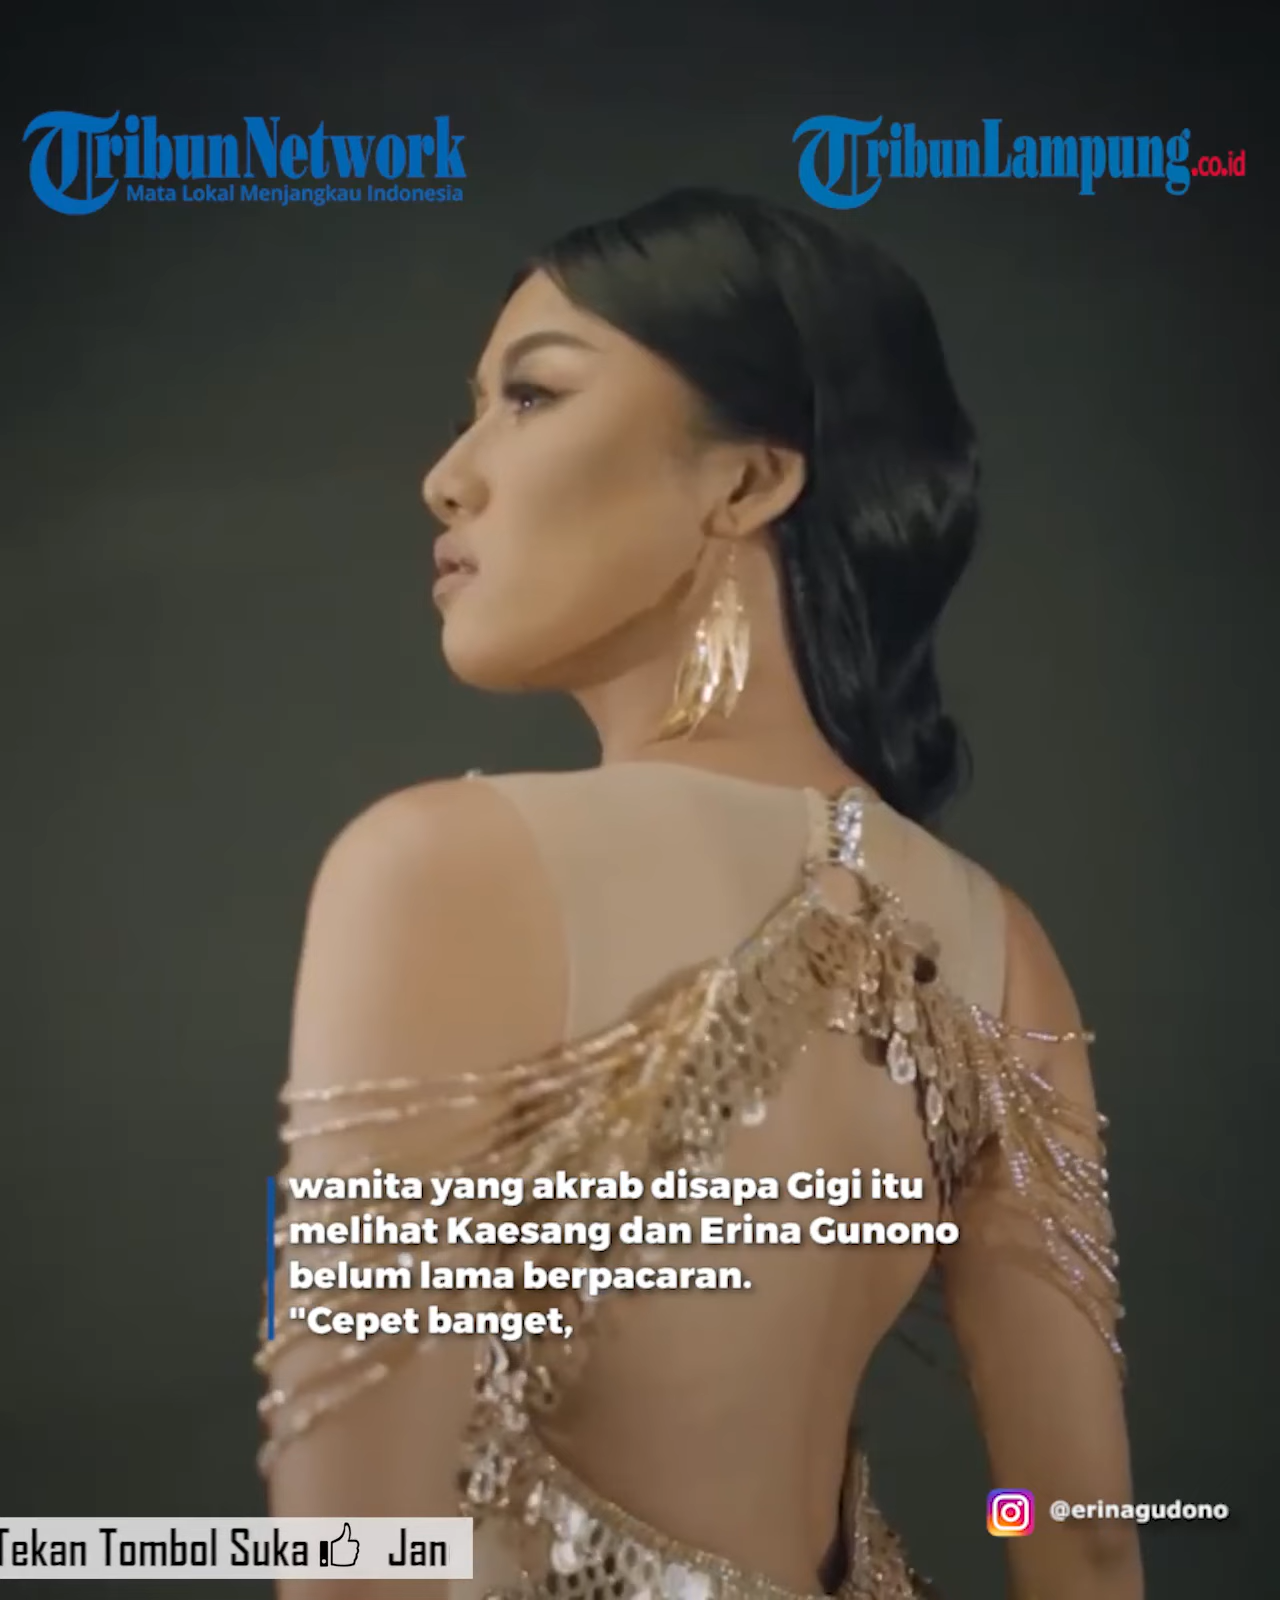 TribunNetwork
Mata Lokal Menjangkau Indonesia
TribunLampung.co.id
wanita yang akrab disapa Gigi itu
melihat Kaesang dan Erina Gunono
belum lama berpacaran.
"Cepet banget,
@erinagudono
Tekan Tombol Suka Jan